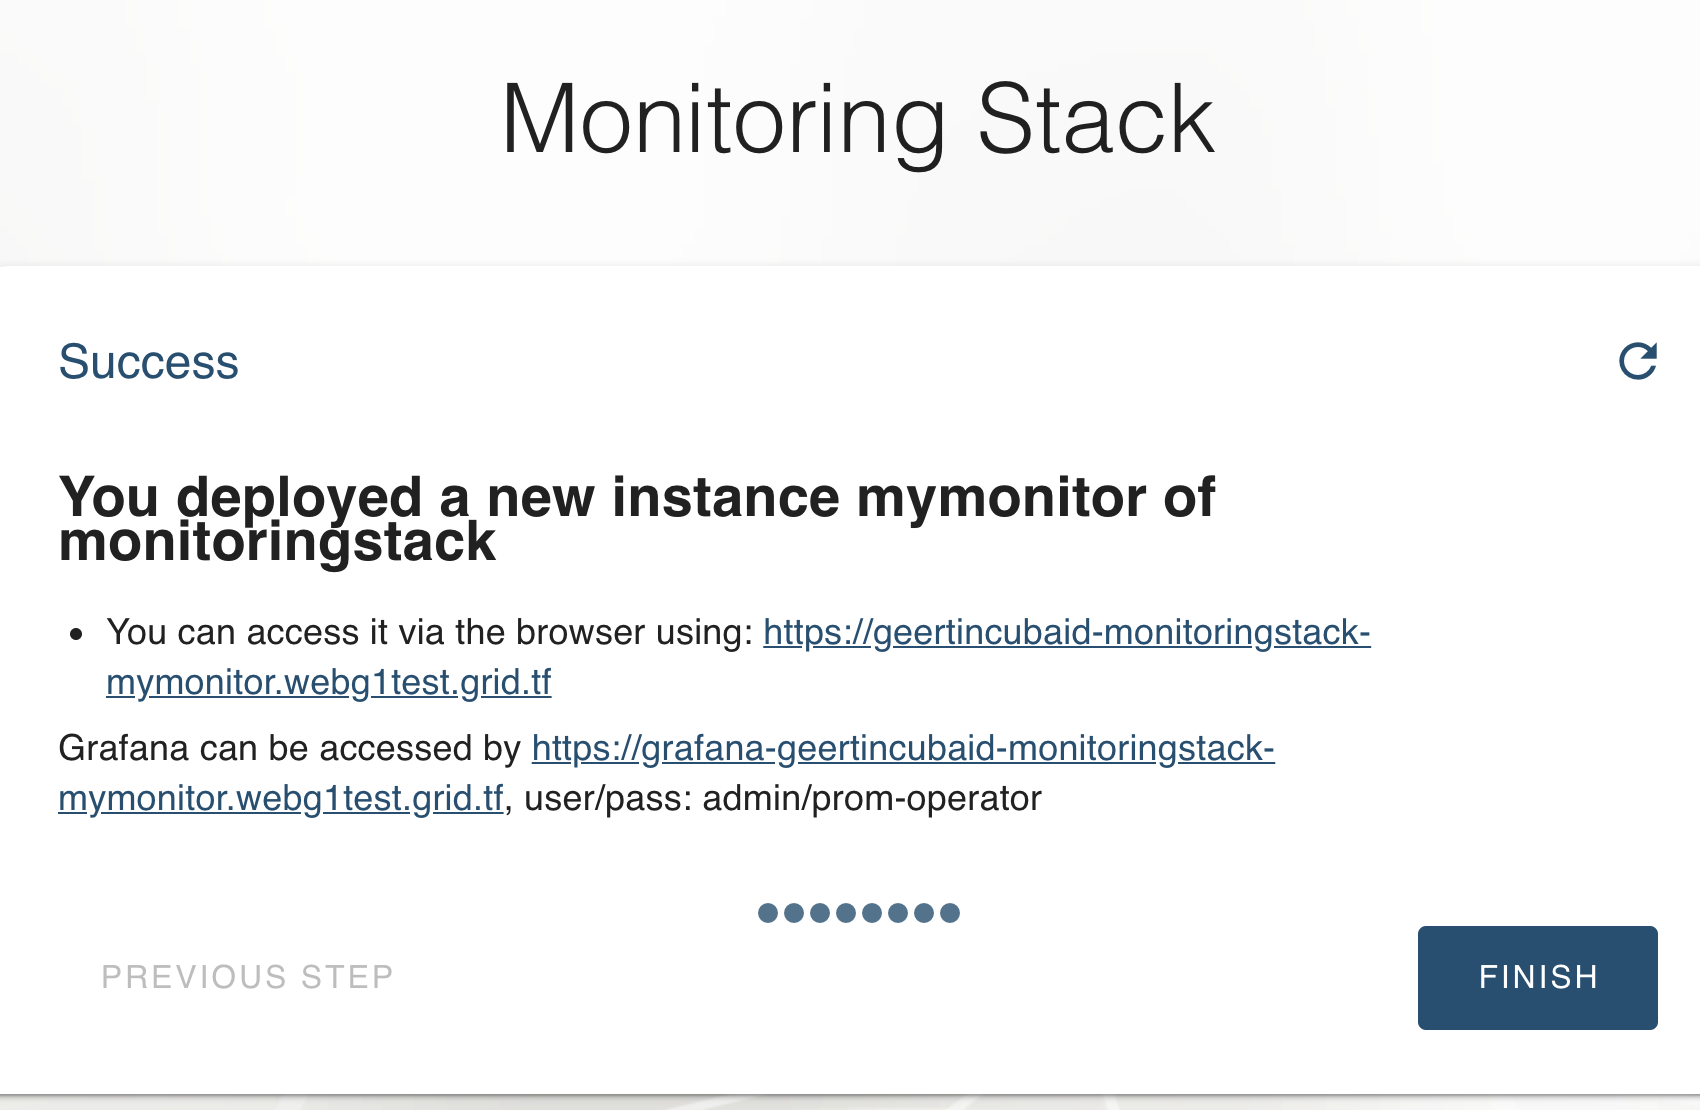 Monitoring Stack
Success
You deployed a new instance mymonitor of
monitoringstack
• You can access it via the browser using: https://geertincubaid-monitoringstack-
mymonitor.webg1test.grid.tf
Grafana can be accessed by https://grafana-geertincubaid-monitoringstack-
mymonitor.webg1test.grid.tf, user/pass: admin/prom-operator
PREVIOUS STEP
FINISH